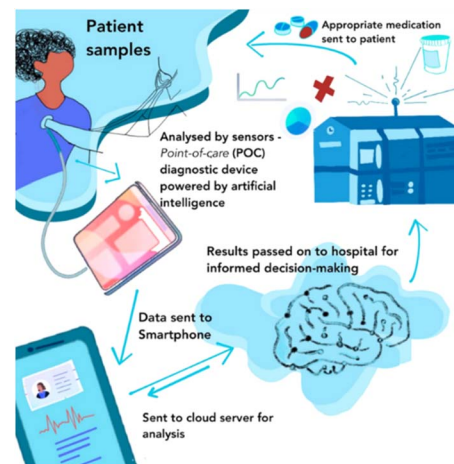 Patient
samples
Appropriate medication
sent to patient
Analysed by sensors -
Point-of-care (POC)
diagnostic device
powered by artificial
intelligence
Results passed on to hospital for
informed decision-making
Data sent to
Smartphone
Sent to cloud server for
analysis